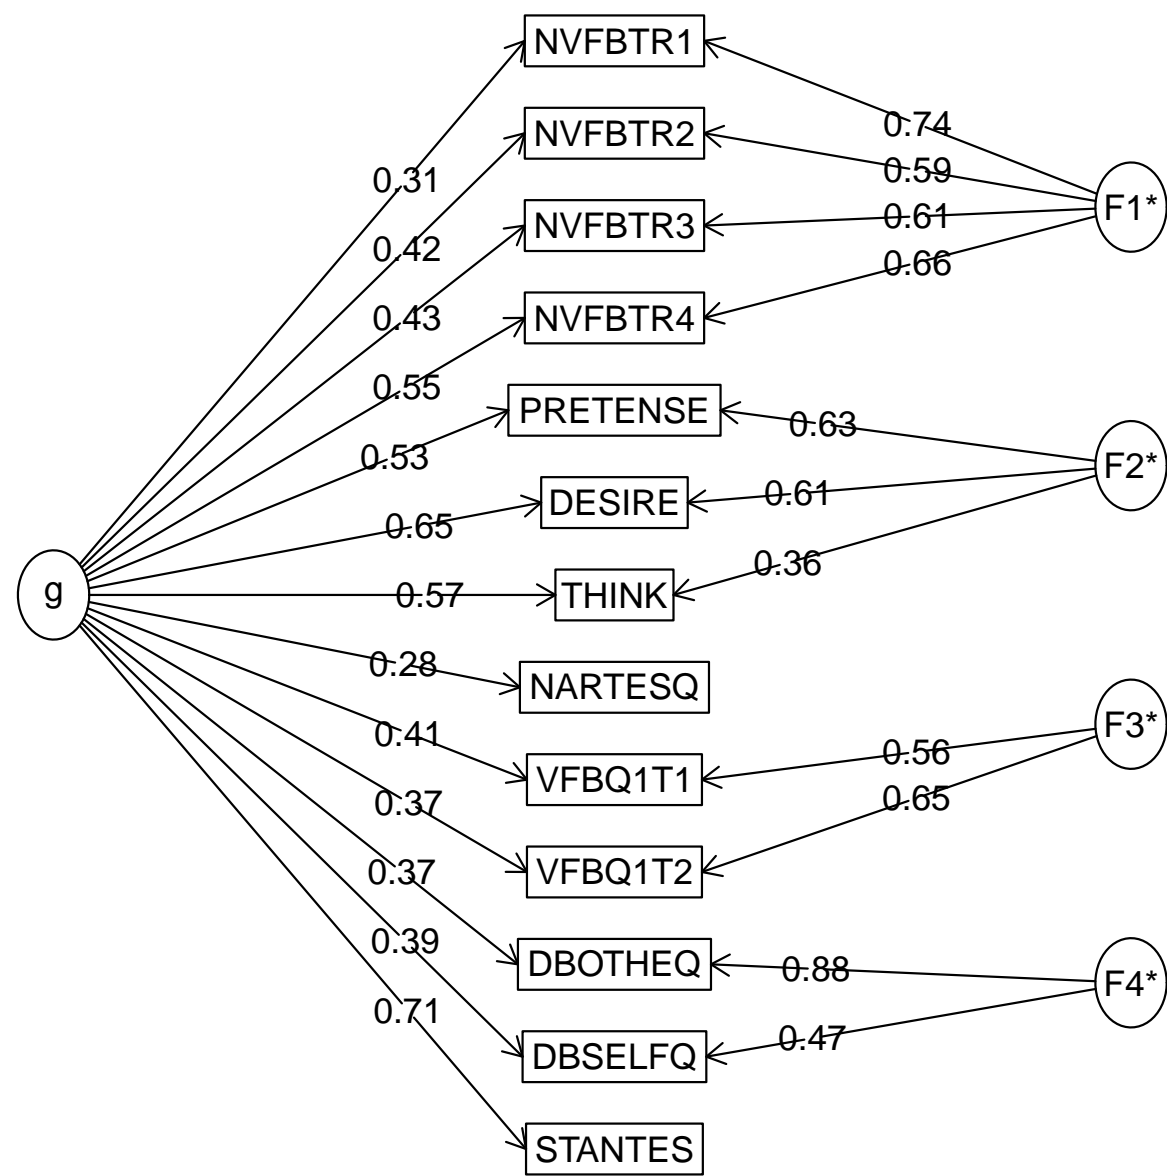 NVFBTR1
NVFBTR2
NVFBTR3
NVFBTR4
PRETENSE
DESIRE
THINK
NARTESQ
VFBQ1T1
VFBQ1T2
DBOTHEQ
DBSELFQ
STANTES
g
0.31
0.42
0.43
0.55
0.53
0.65
0.57
0.28
0.41
0.37
0.37
0.39
0.71
F1*
0.74
0.59
0.61
0.66
F2*
0.63
0.61
0.36
F3*
0.56
0.65
F4*
0.88
0.47